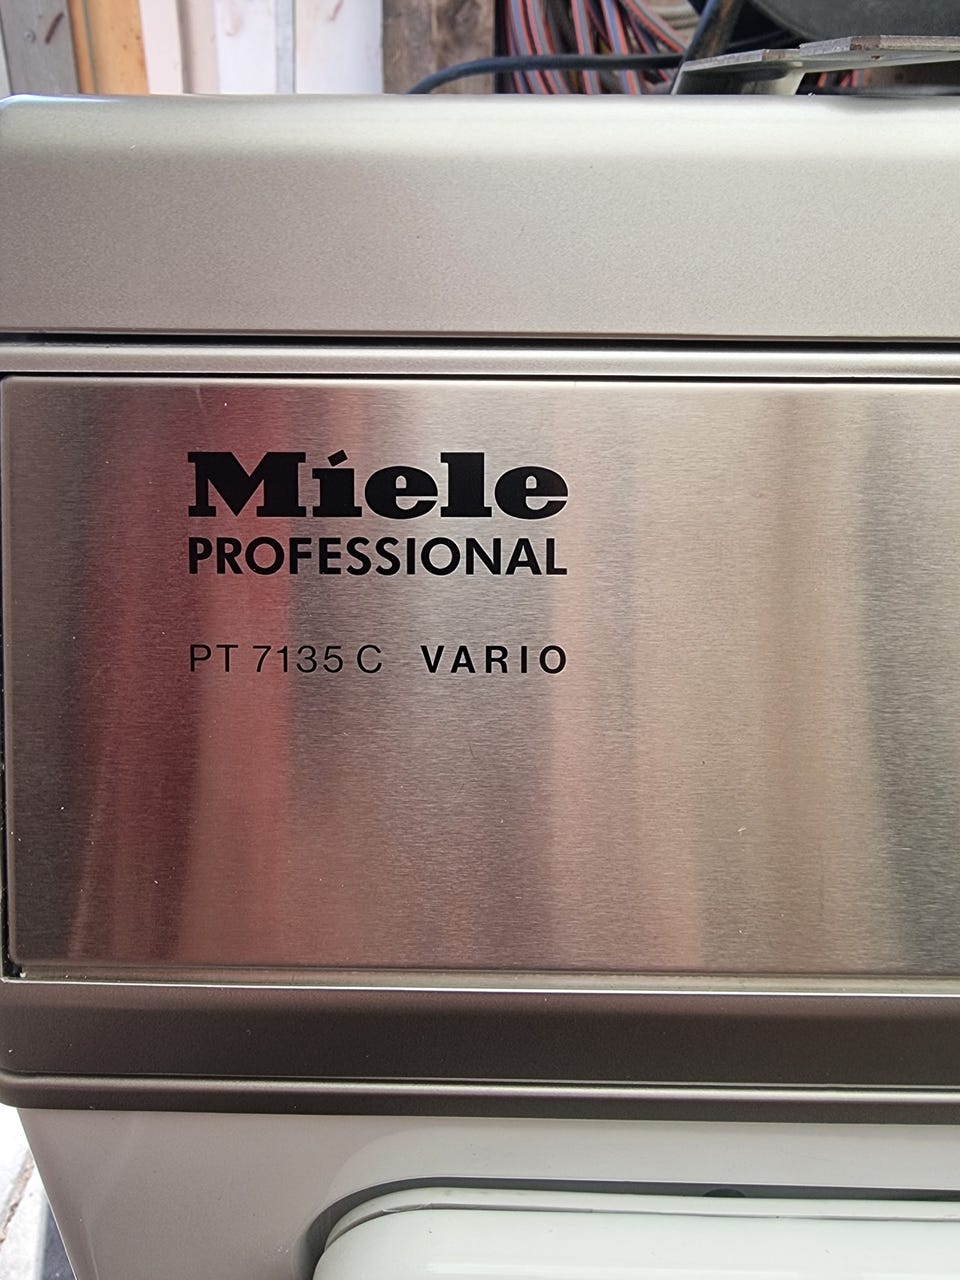 Miele
PROFESSIONAL
PT 7135 C VARIO